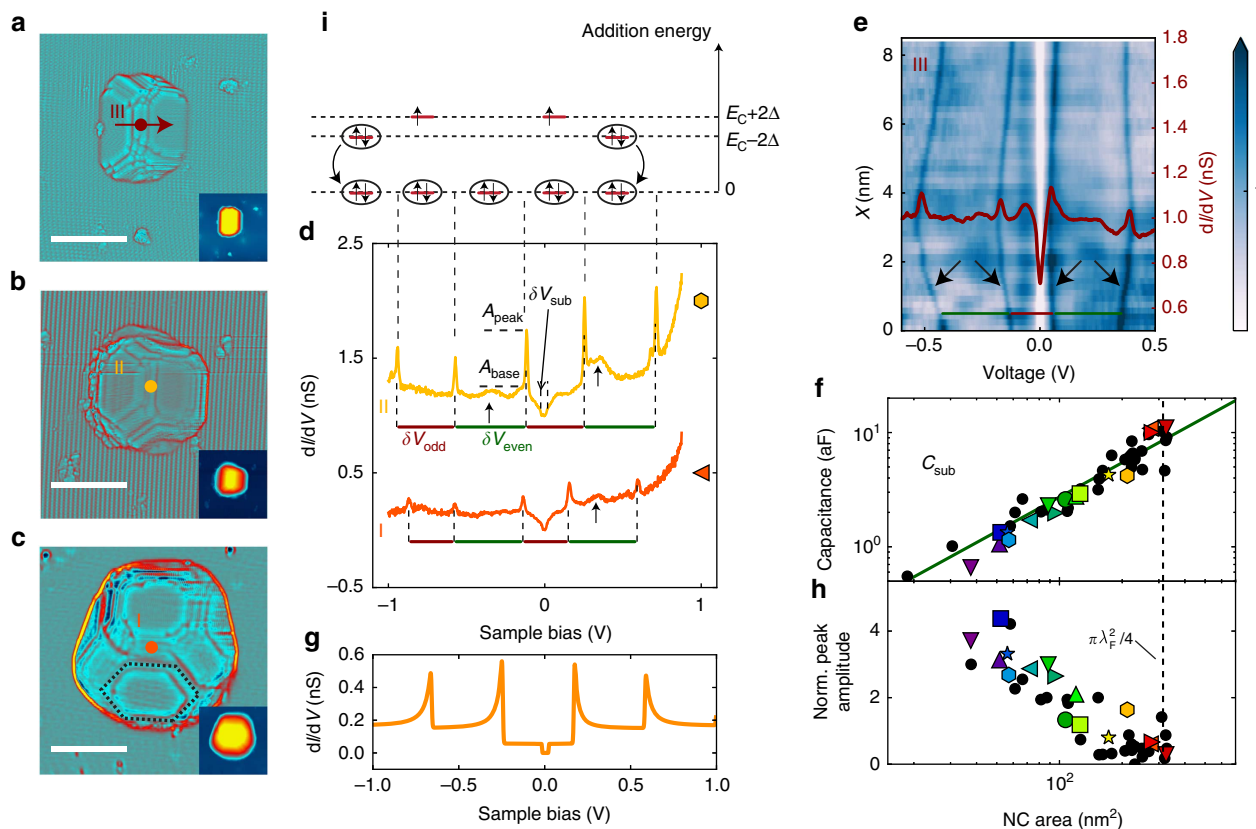 a
III
b
II
c
I
i
Addition energy
E_C+2Δ
E_C−2Δ
0
d
2.5
1.5
0.5
−0.5
dI/dV (nS)
δV_sub
A_peak
A_base
II
δV_odd
δV_even
I
−1
0
1
Sample bias (V)
g
0.6
0.4
0.2
0.0
dI/dV (nS)
−1.0
−0.5
0.0
0.5
1.0
Sample bias (V)
e
III
8
6
4
2
0
X (nm)
−0.5
0.0
0.5
Voltage (V)
1.8
1.6
1.4
1.2
1.0
0.8
0.6
dI/dV (nS)
f
10^1
10^0
Capacitance (aF)
C_sub
h
4
2
0
Norm. peak
amplitude
πλ_F^2/4
10^2
NC area (nm^2)